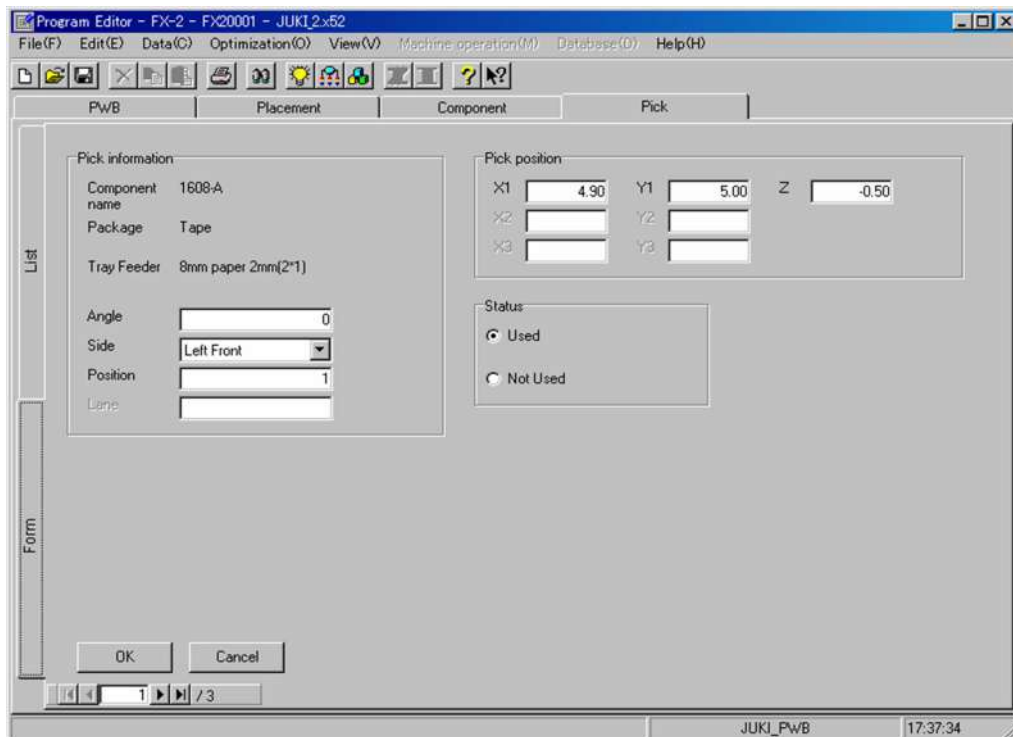 Program Editor - FX-2 - FX20001 - JUKI_2.x52
File(F) Edit(E) Data(C) Optimization(O) View(V) Machine operation(M) Database(D) Help(H)
PWB Placement Component Pick
List
Form
Pick information
Component name 1608-A
Package Tape
Tray Feeder 8mm paper 2mm(2*1)
Angle 0
Side Left Front
Position 1
Lane
Pick position
X1 4.90 Y1 5.00 Z -0.50
X2 Y2
X3 Y3
Status
Used
Not Used
OK Cancel
1 / 3
JUKI_PWB 17:37:34